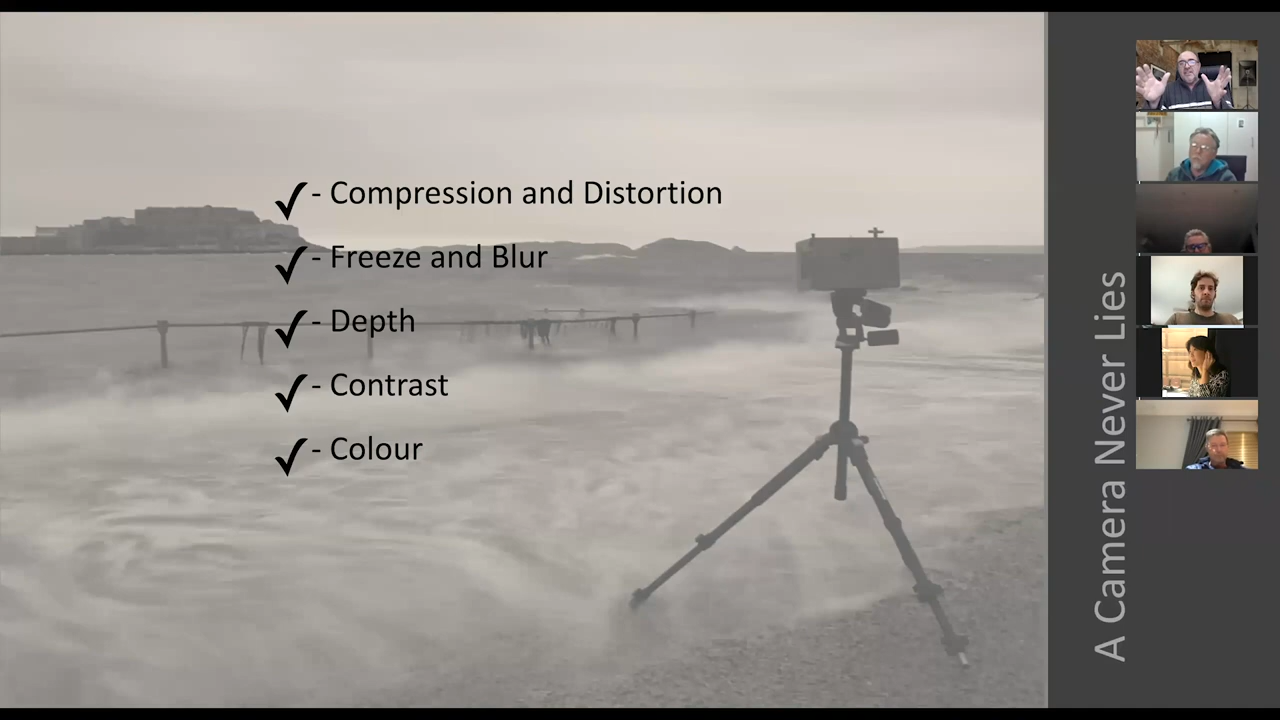 - Compression and Distortion
- Freeze and Blur
- Depth
- Contrast
- Colour
A Camera Never Lies